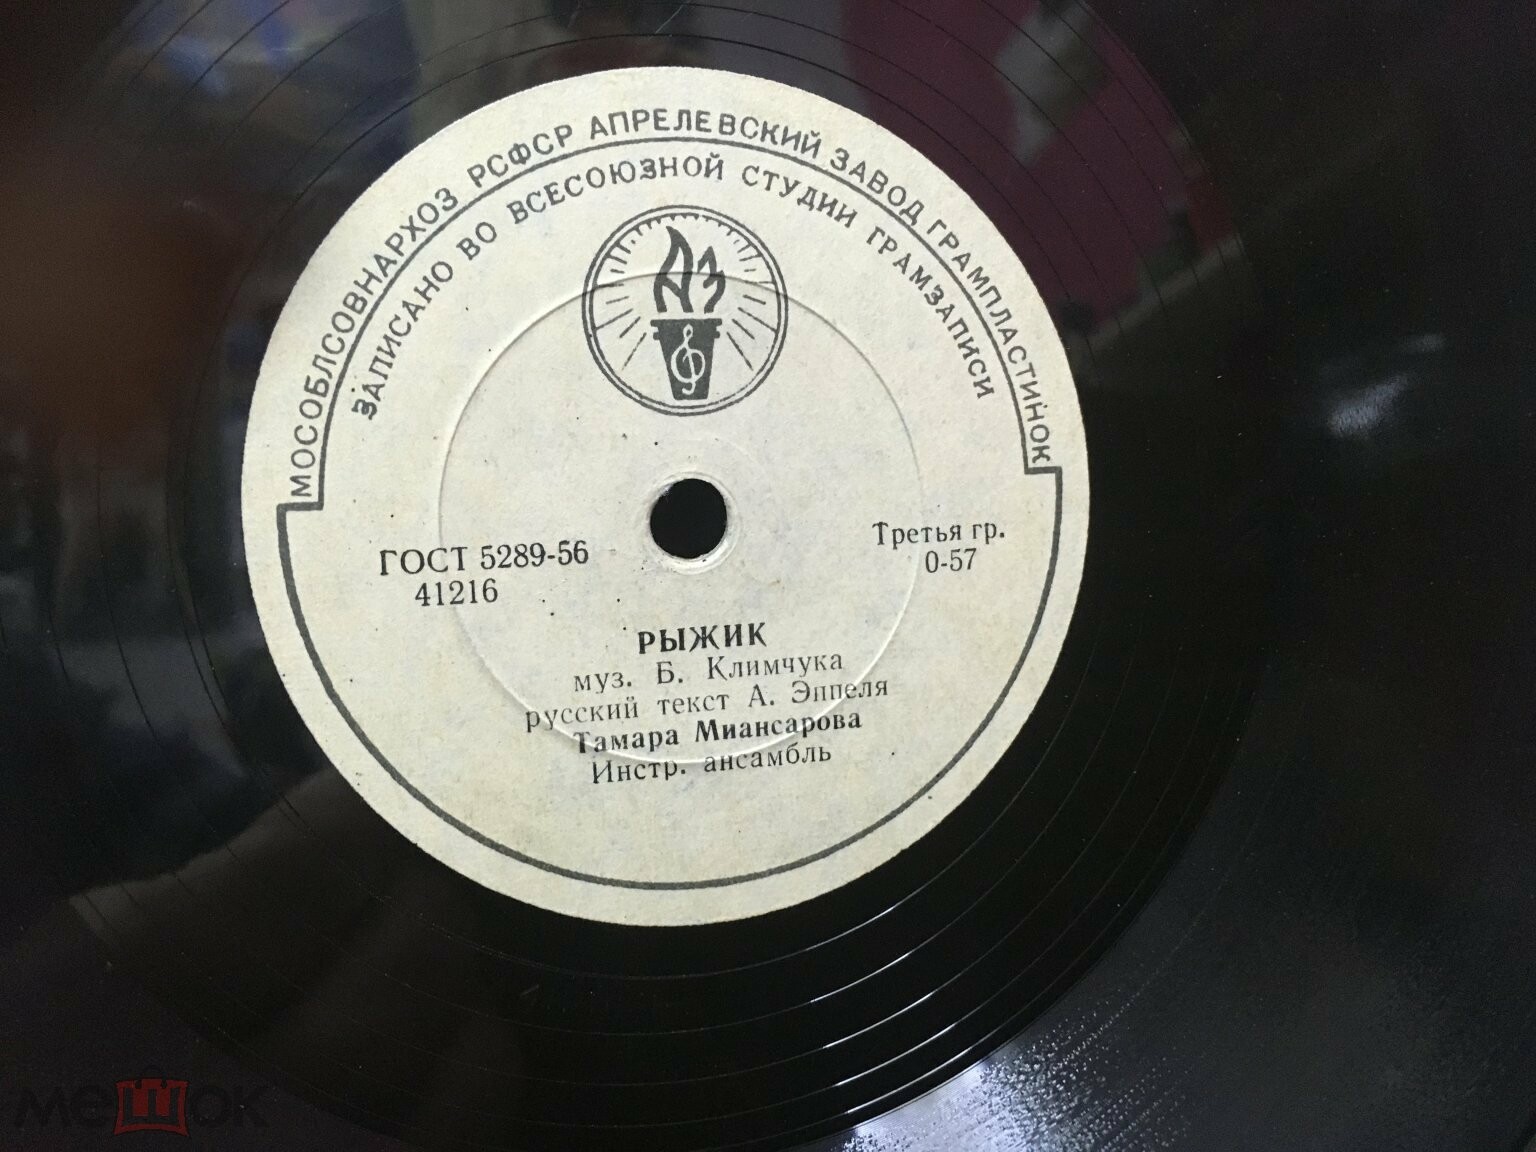 МОСОБЛСОВНАРХОЗ РСФСР АПРЕЛЕВСКИЙ ЗАВОД ГРАМПЛАСТИНОК
ЗАПИСАНО ВО ВСЕСОЮЗНОЙ СТУДИИ ГРАМЗАПИСИ
АЗ
ГОСТ 5289-56
41216
Третья гр.
0-57
РЫЖИК
муз. Б. Климчука
русский текст А. Эппеля
Тамара Миансарова
Инстр. ансамбль
мешок